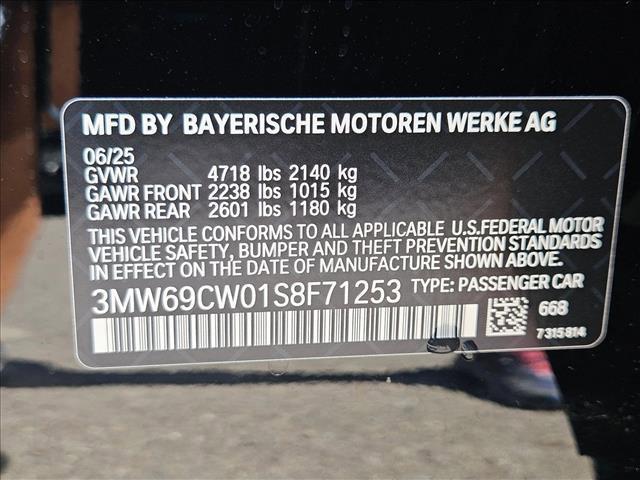 MFD BY BAYERISCHE MOTOREN WERKE AG
06/25
GVWR 4718 lbs 2140 kg
GAWR FRONT 2238 lbs 1015 kg
GAWR REAR 2601 lbs 1180 kg
THIS VEHICLE CONFORMS TO ALL APPLICABLE U.S.FEDERAL MOTOR
VEHICLE SAFETY, BUMPER AND THEFT PREVENTION STANDARDS
IN EFFECT ON THE DATE OF MANUFACTURE SHOWN ABOVE.
3MW69CW01S8F71253 TYPE: PASSENGER CAR
668
7315814